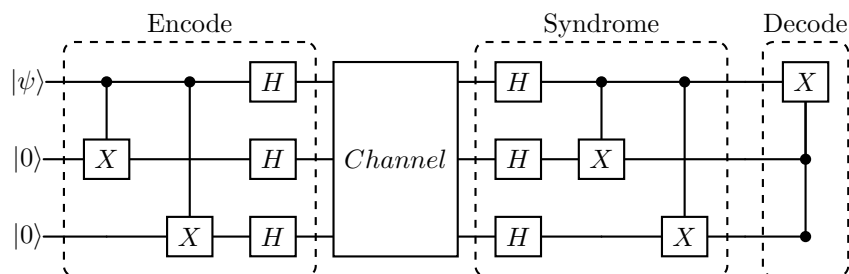 Encode Syndrome Decode
|ψ⟩ H H X
|0⟩ X H Channel H X
|0⟩ X H H X